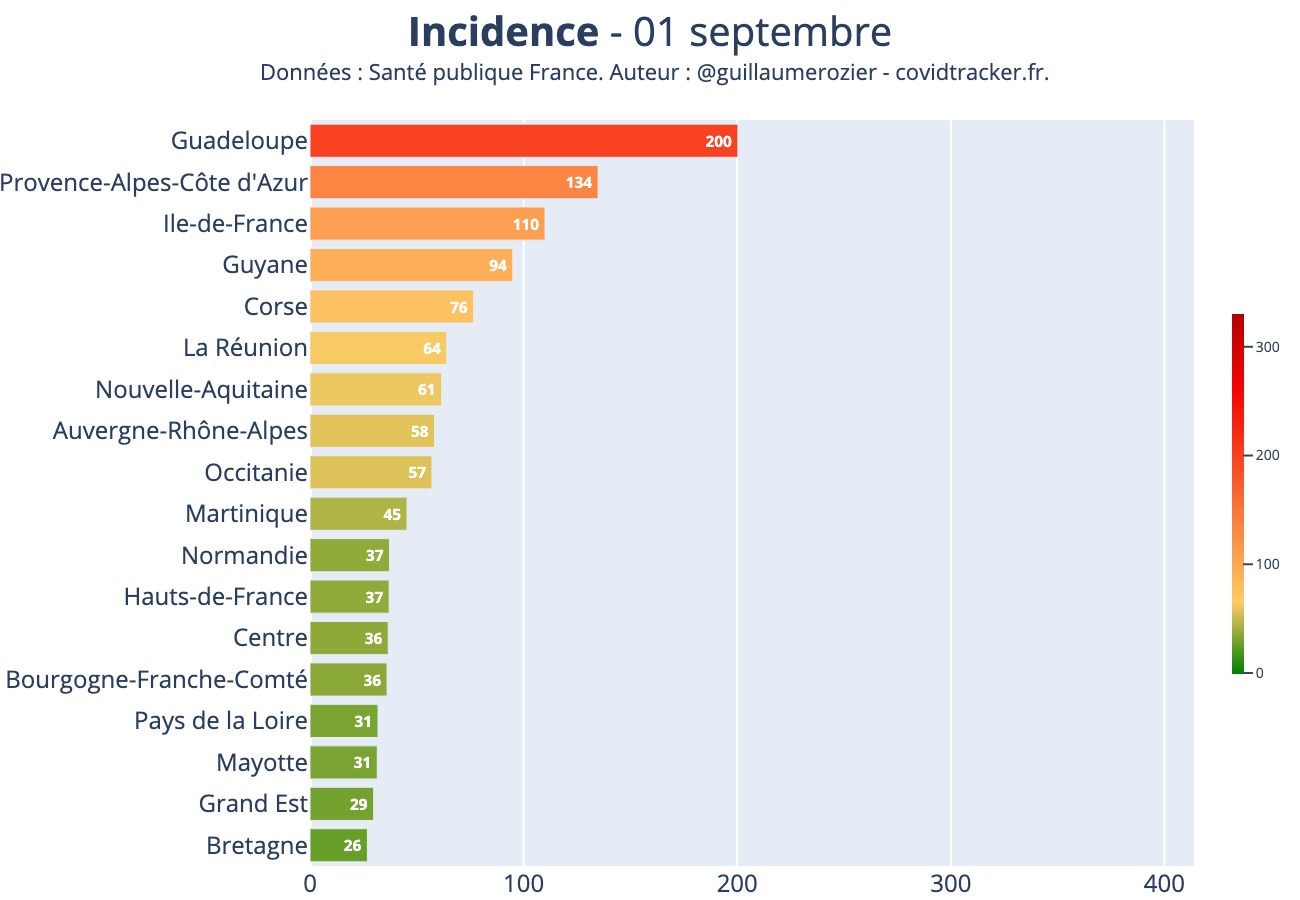 Incidence - 01 septembre
Données : Santé publique France. Auteur : @guillaumerozier - covidtracker.fr.
Guadeloupe 200
Provence-Alpes-Côte d'Azur 134
Ile-de-France 110
Guyane 94
Corse 76
La Réunion 64
Nouvelle-Aquitaine 61
Auvergne-Rhône-Alpes 58
Occitanie 57
Martinique 45
Normandie 37
Hauts-de-France 37
Centre 36
Bourgogne-Franche-Comté 36
Pays de la Loire 31
Mayotte 31
Grand Est 29
Bretagne 26
0 100 200 300 400
300
200
100
0